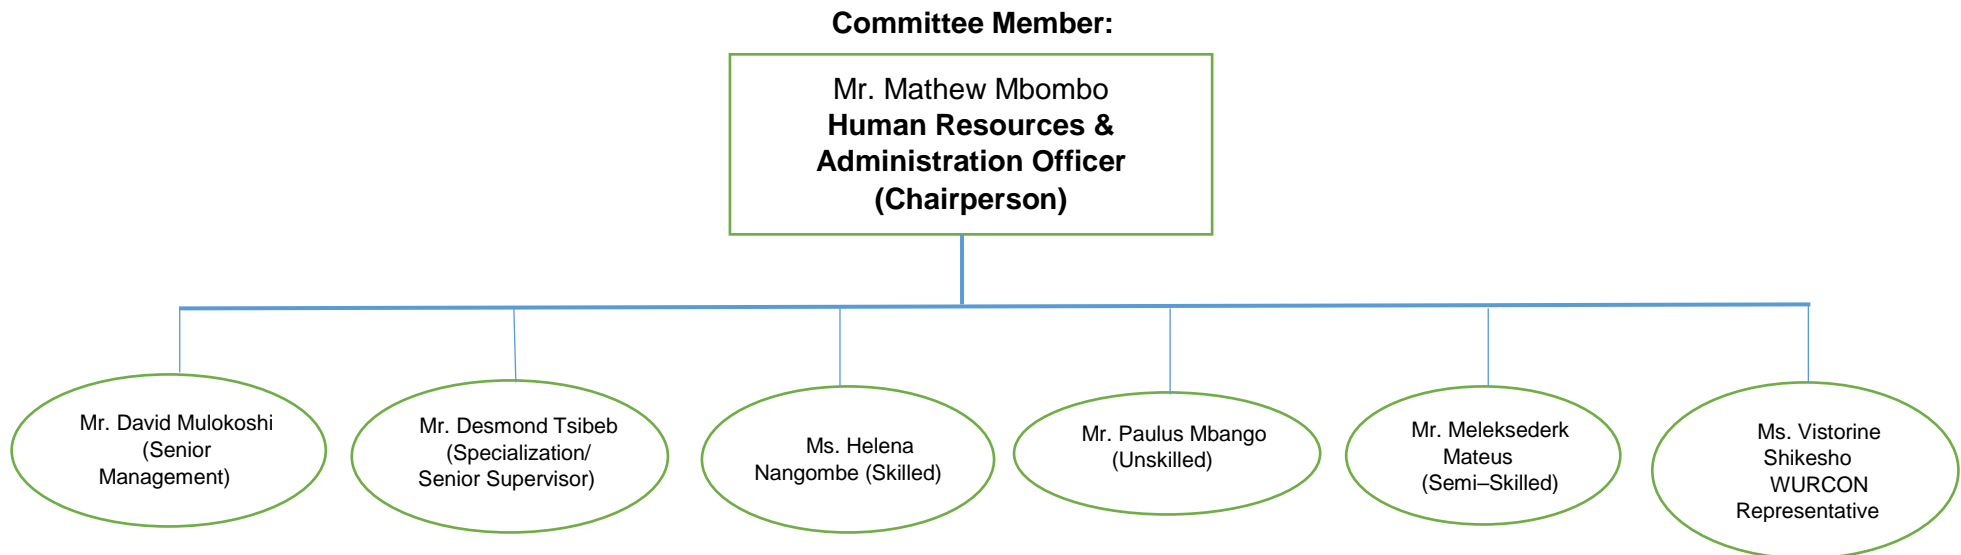 Committee Member:
Mr. Mathew Mbombo
Human Resources &
Administration Officer
(Chairperson)
Mr. David Mulokoshi
(Senior
Management)
Mr. Desmond Tsibeb
(Specialization/
Senior Supervisor)
Ms. Helena
Nangombe (Skilled)
Mr. Paulus Mbango
(Unskilled)
Mr. Meleksederk
Mateus
(Semi–Skilled)
Ms. Vistorine
Shikesho
WURCON
Representative